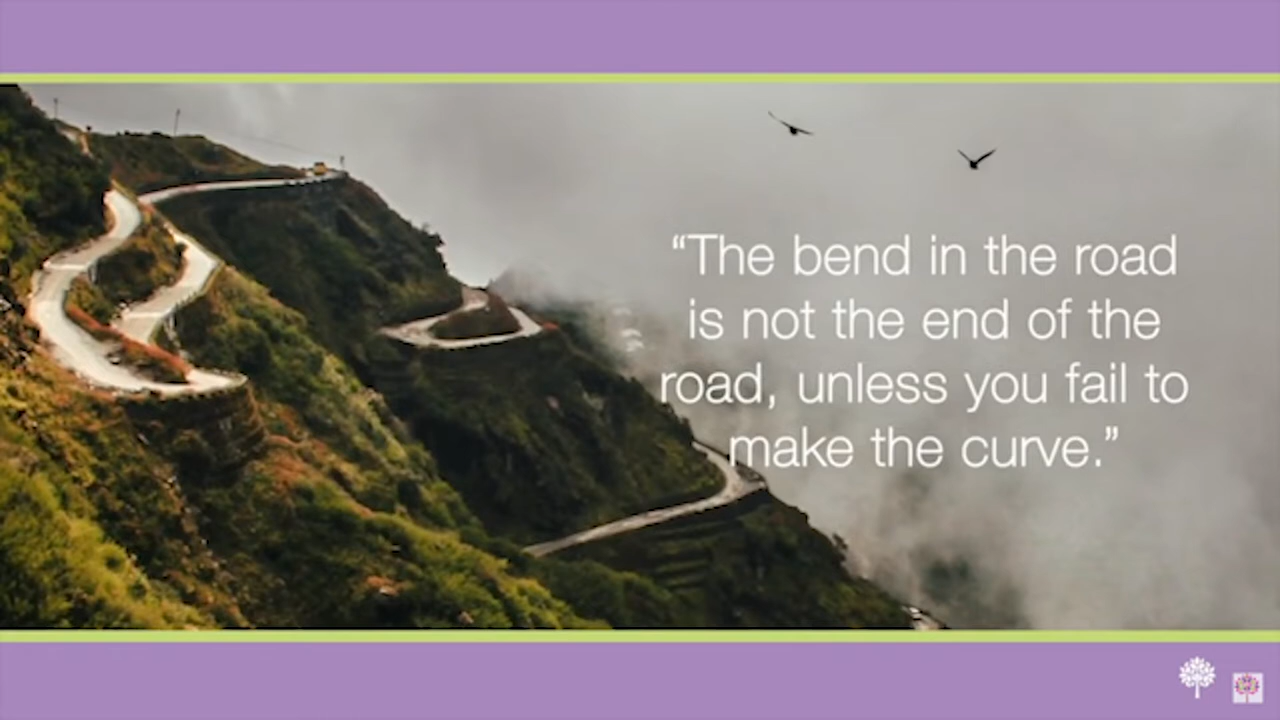 “The bend in the road
is not the end of the
road, unless you fail to
make the curve.”